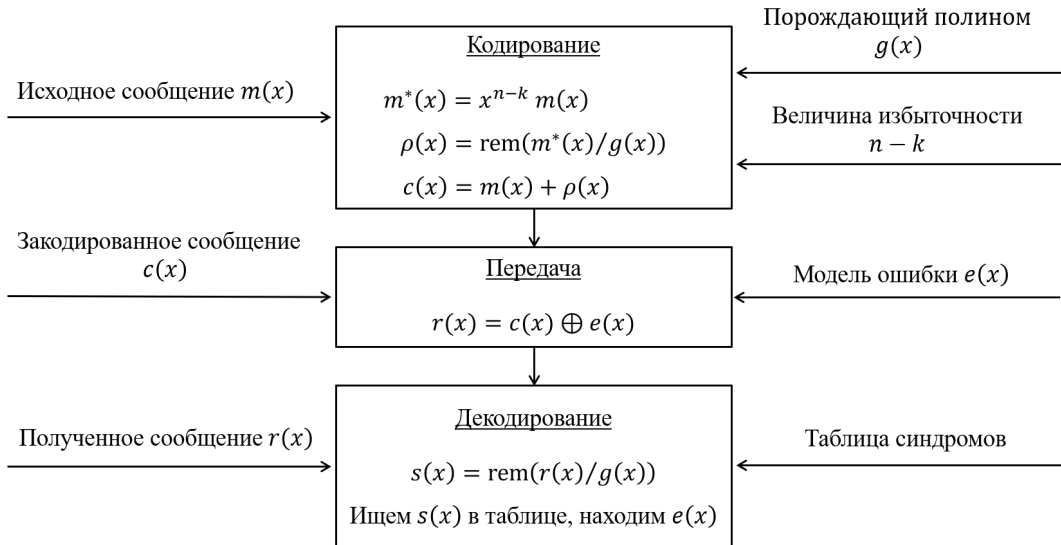 Кодирование
m*(x) = xⁿ⁻ᵏ m(x)
ρ(x) = rem(m*(x)/g(x))
c(x) = m(x) + ρ(x)
Исходное сообщение m(x)
Порождающий полином
g(x)
Величина избыточности
n − k
Закодированное сообщение
c(x)
Передача
r(x) = c(x) ⊕ e(x)
Модель ошибки e(x)
Полученное сообщение r(x)
Декодирование
s(x) = rem(r(x)/g(x))
Ищем s(x) в таблице, находим e(x)
Таблица синдромов